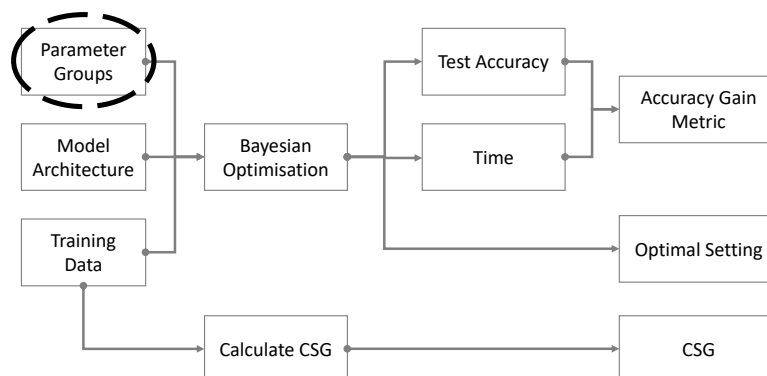 Parameter
Groups
Test Accuracy
Accuracy Gain
Metric
Model
Architecture
Bayesian
Optimisation
Time
Training
Data
Optimal Setting
Calculate CSG
CSG